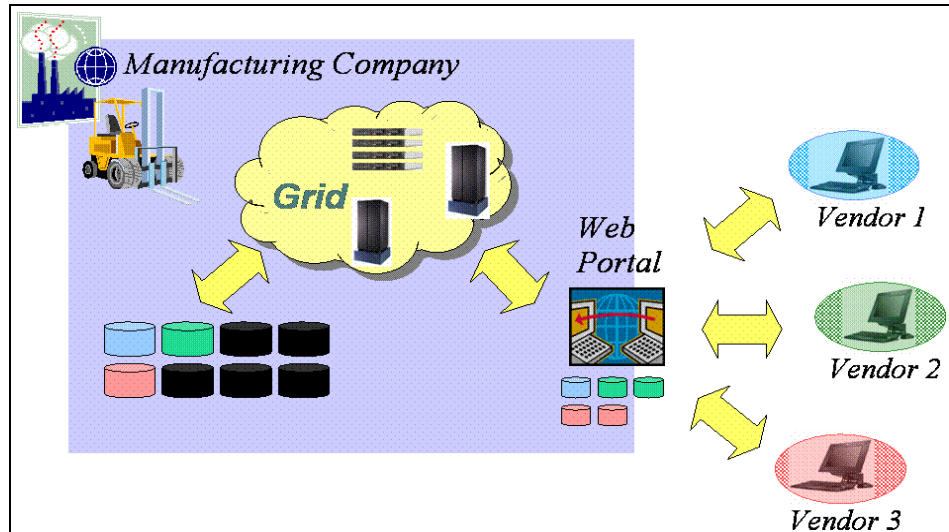 Manufacturing Company
Grid
Web
Portal
Vendor 1
Vendor 2
Vendor 3